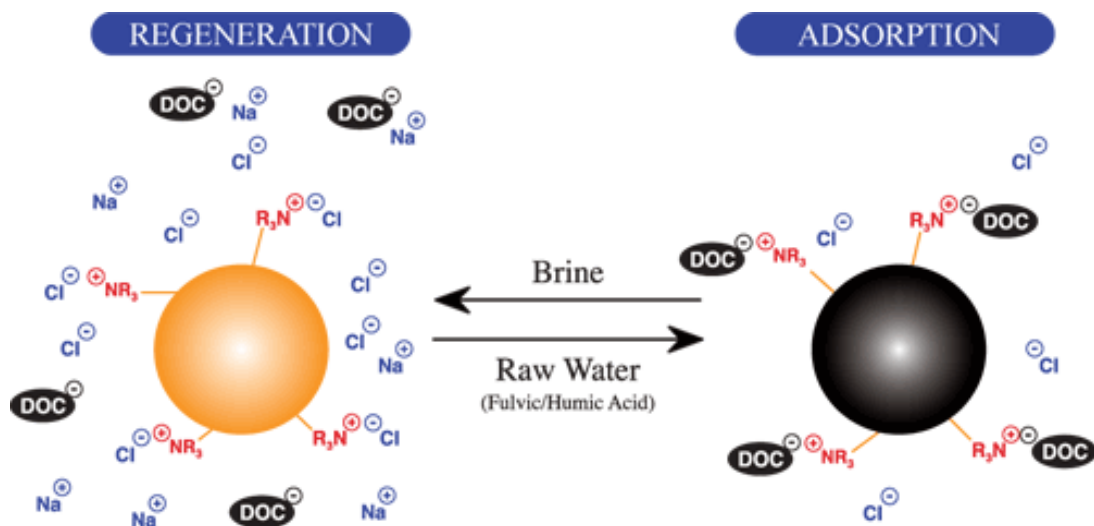 REGENERATION
DOC⊖
Na⊕
DOC⊖
Na⊕
Cl⊖
Na⊕
Cl⊖
R₃N⊕ ⊖Cl
Cl⊖ ⊕NR₃
Cl⊖
Cl⊖
Cl⊖
Na⊕
DOC⊖
Cl⊖ ⊕NR₃
R₃N⊕ ⊖Cl
Na⊕
Na⊕
DOC⊖
Na⊕
Brine
Raw Water
(Fulvic/Humic Acid)
ADSORPTION
Cl⊖
R₃N⊕ ⊖DOC
Cl⊖
DOC⊖ ⊕NR₃
⊖Cl
DOC⊖ ⊕NR₃
R₃N⊕ ⊖DOC
Cl⊖